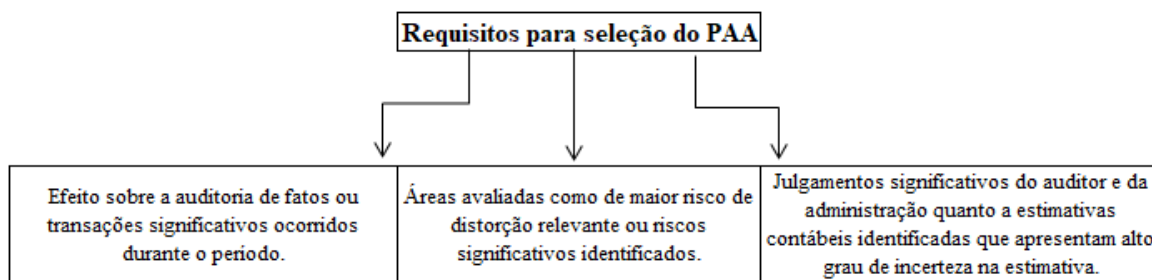 Requisitos para seleção do PAA
Efeito sobre a auditoria de fatos ou
transações significativos ocorridos
durante o período.
Áreas avaliadas como de maior risco de
distorção relevante ou riscos
significativos identificados.
Julgamentos significativos do auditor e da
administração quanto a estimativas
contábeis identificadas que apresentam alto
grau de incerteza na estimativa.